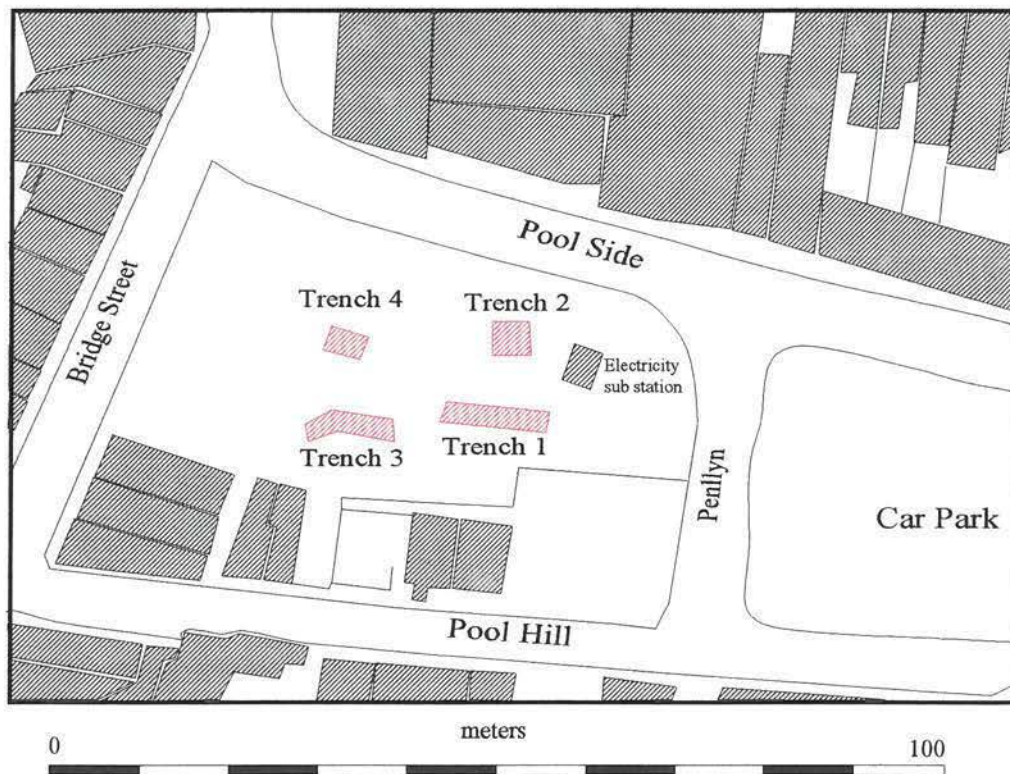 Pool Side
Trench 4
Trench 2
Bridge Street
Electricity
sub station
Trench 3
Trench 1
Penllyn
Car Park
Pool Hill
meters
0
100